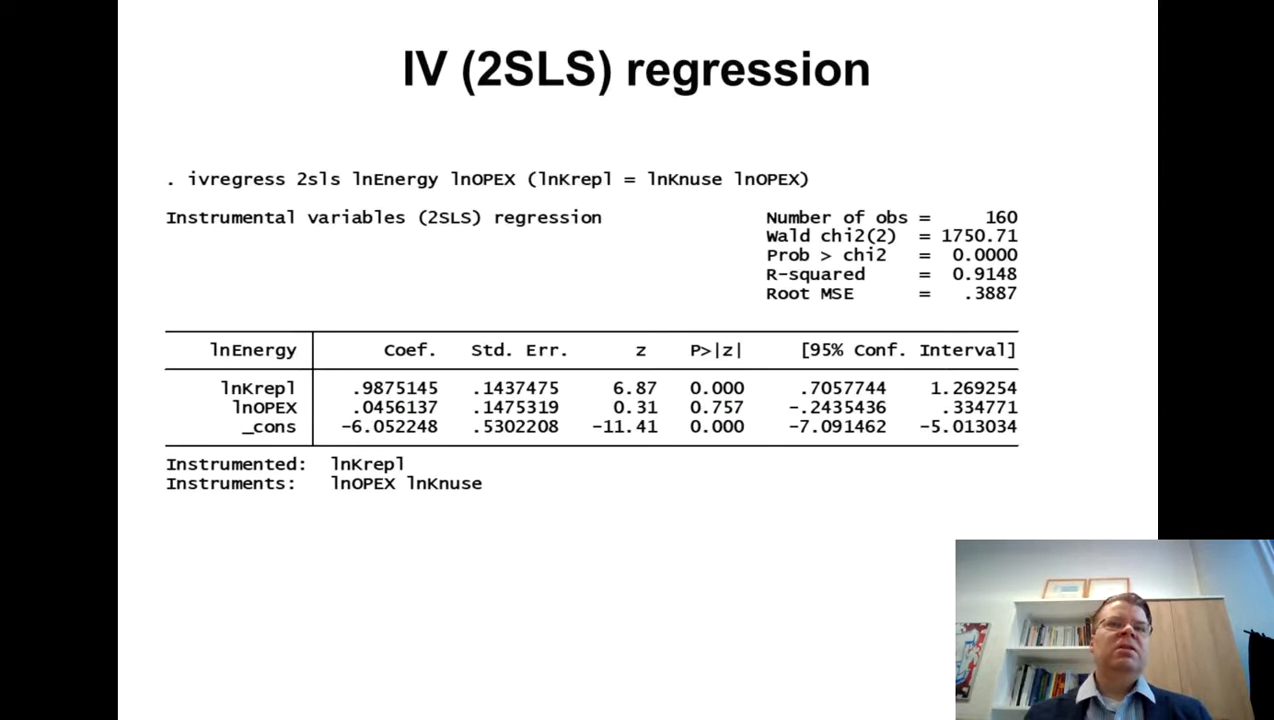 IV (2SLS) regression
. ivregress 2sls lnEnergy lnOPEX (lnKrepl = lnKnuse lnOPEX)
Instrumental variables (2SLS) regression
Number of obs = 160
Wald chi2(2) = 1750.71
Prob > chi2 = 0.0000
R-squared = 0.9148
Root MSE = .3887
lnEnergy Coef. Std. Err. z P>|z| [95% Conf. Interval]
lnKrepl .9875145 .1437475 6.87 0.000 .7057744 1.269254
lnOPEX .0456137 .1475319 0.31 0.757 -.2435436 .334771
_cons -6.052248 .5302208 -11.41 0.000 -7.091462 -5.013034
Instrumented: lnKrepl
Instruments: lnOPEX lnKnuse